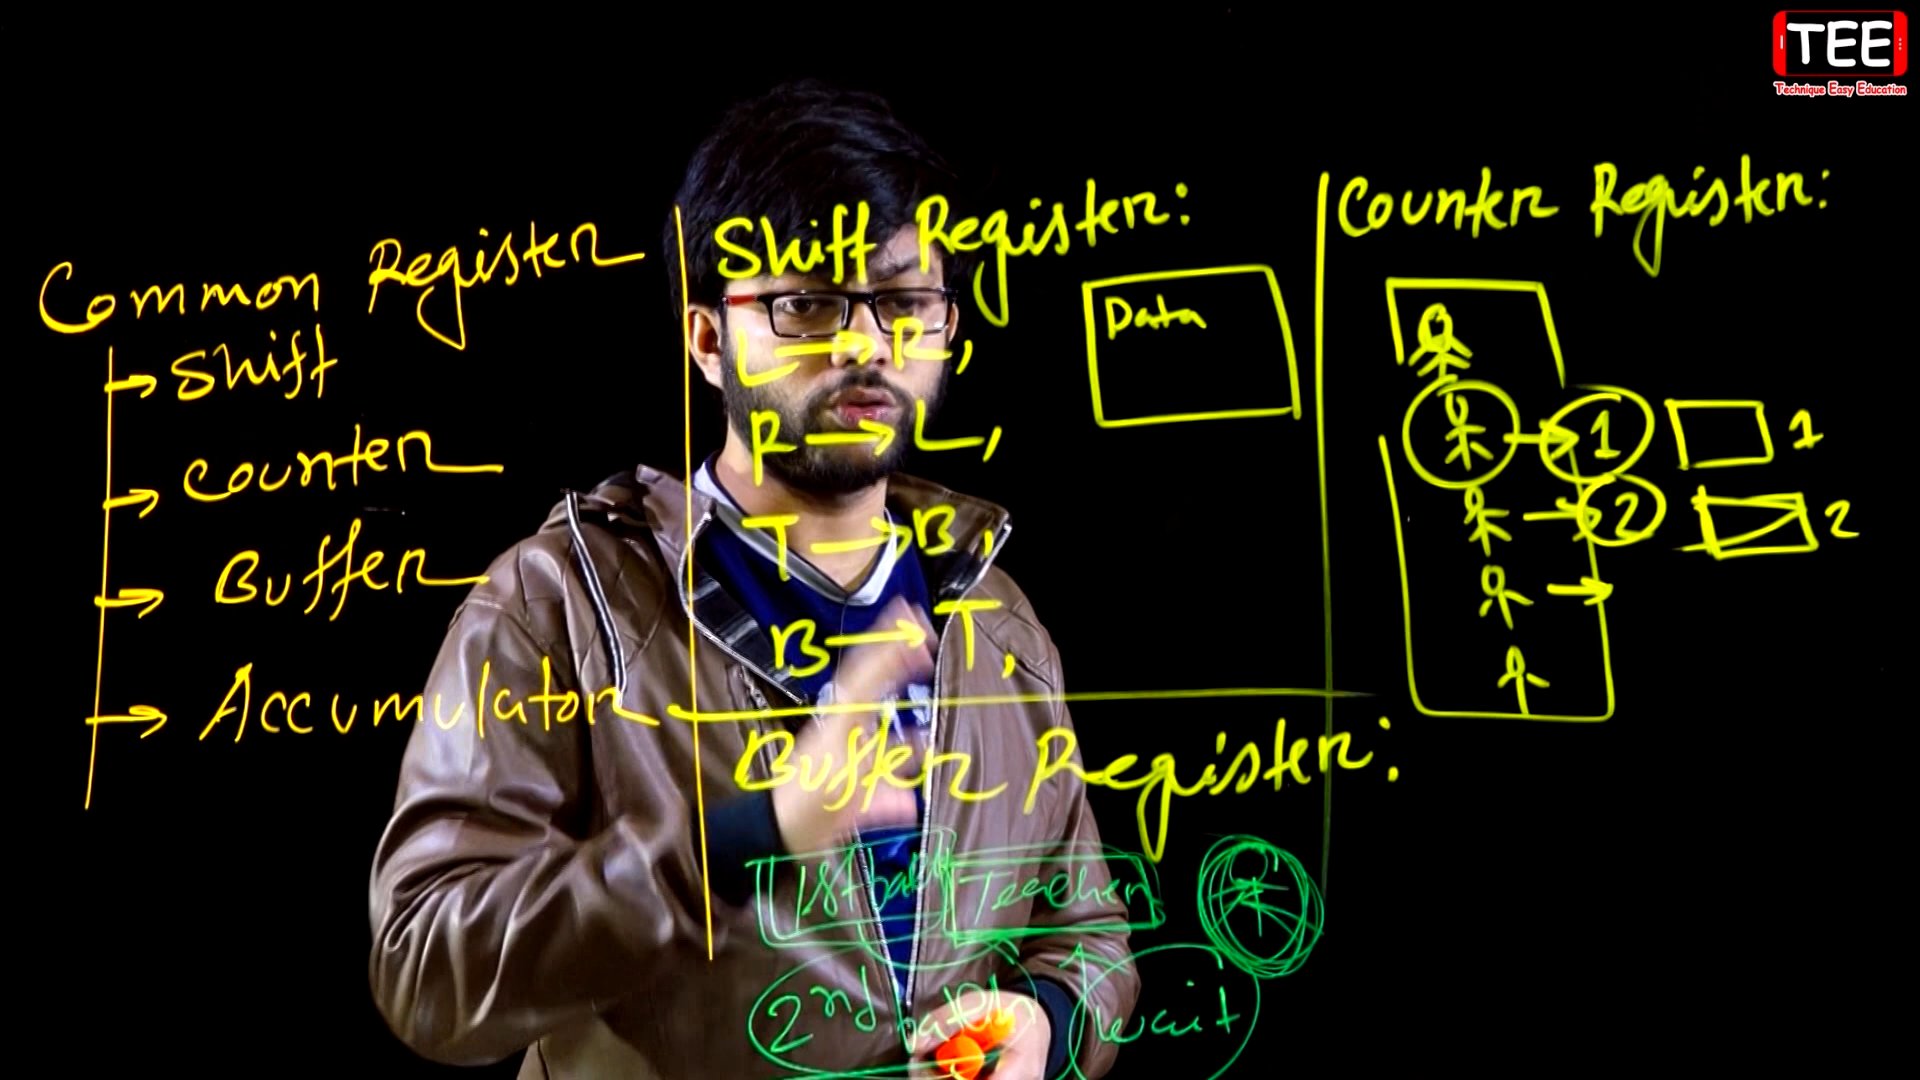 TEE
Technique Easy Education
Common Register
Shift
Counter
Buffer
Accumulator
Shift Register:
L → R,
R → L,
T → B,
B → T,
Data
Counter Register:
1
1
2
2
Buffer Register:
1st batch
Teacher
2nd batch
wait